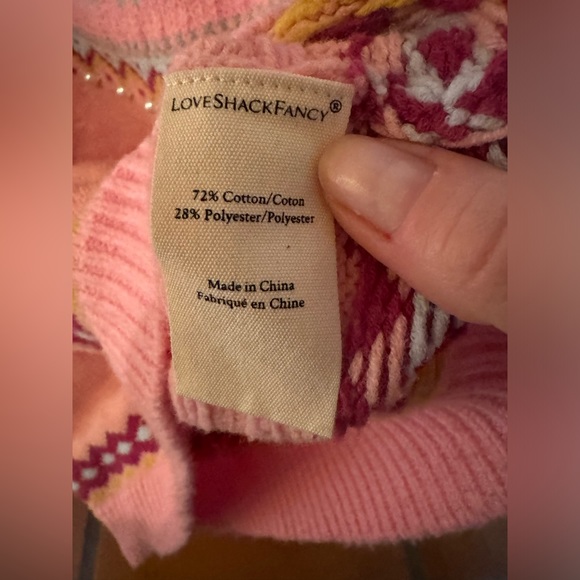 LoveShackFancy®
72% Cotton/Coton
28% Polyester/Polyester
Made in China
Fabriqué en Chine